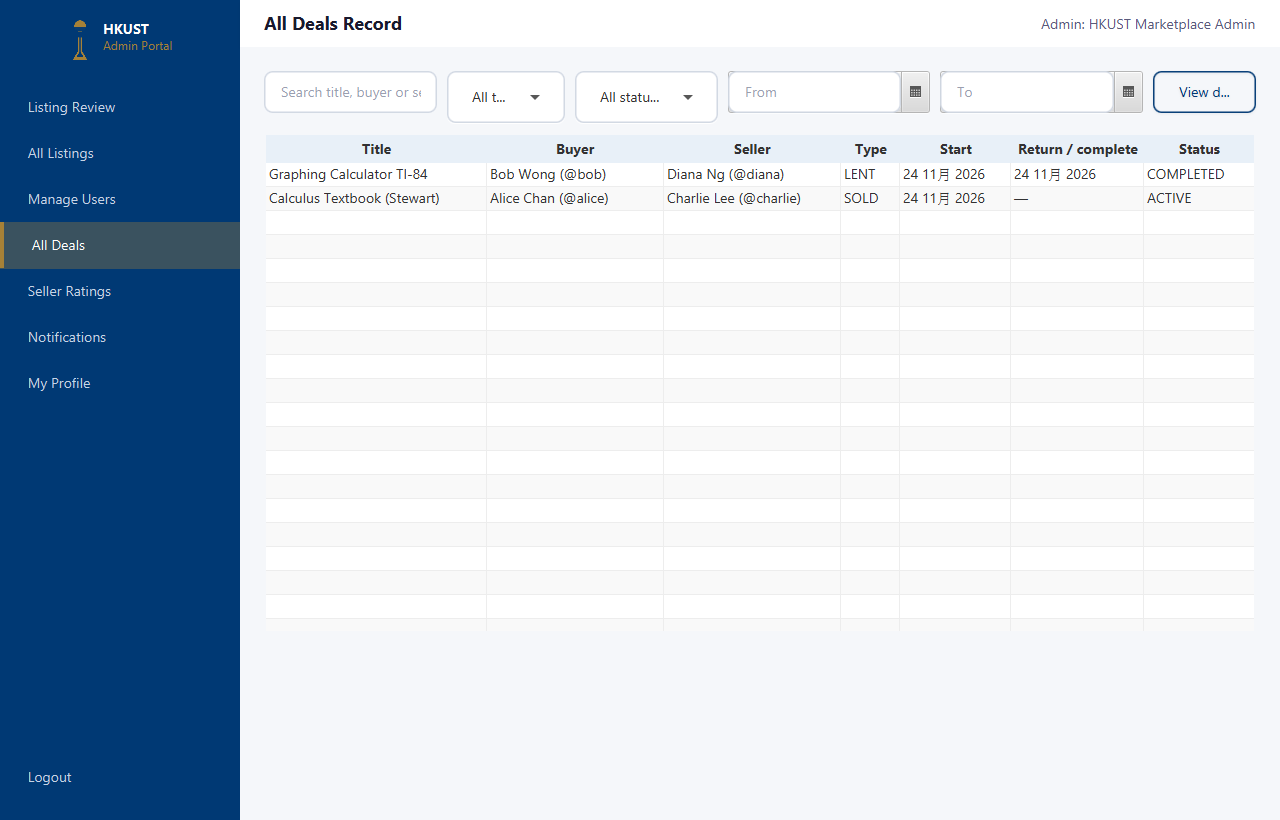 HKUST
Admin Portal
Listing Review
All Listings
Manage Users
All Deals
Seller Ratings
Notifications
My Profile
Logout
All Deals Record
Admin: HKUST Marketplace Admin
Search title, buyer or se
All t...
All statu...
From
To
View d...
Title Buyer Seller Type Start Return / complete Status
Graphing Calculator TI-84 Bob Wong (@bob) Diana Ng (@diana) LENT 24 11月 2026 24 11月 2026 COMPLETED
Calculus Textbook (Stewart) Alice Chan (@alice) Charlie Lee (@charlie) SOLD 24 11月 2026 — ACTIVE